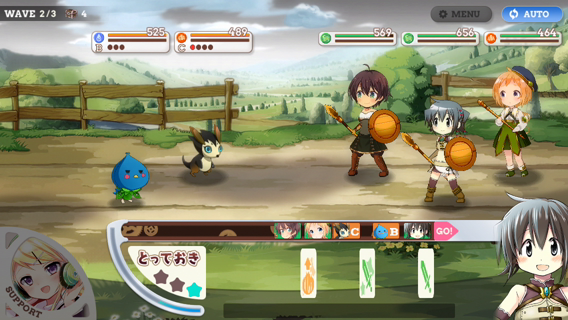 WAVE 2/3 4
MENU
AUTO
525
B
489
C
569
656
464
C
B
GO!
とっておき
SUPPORT